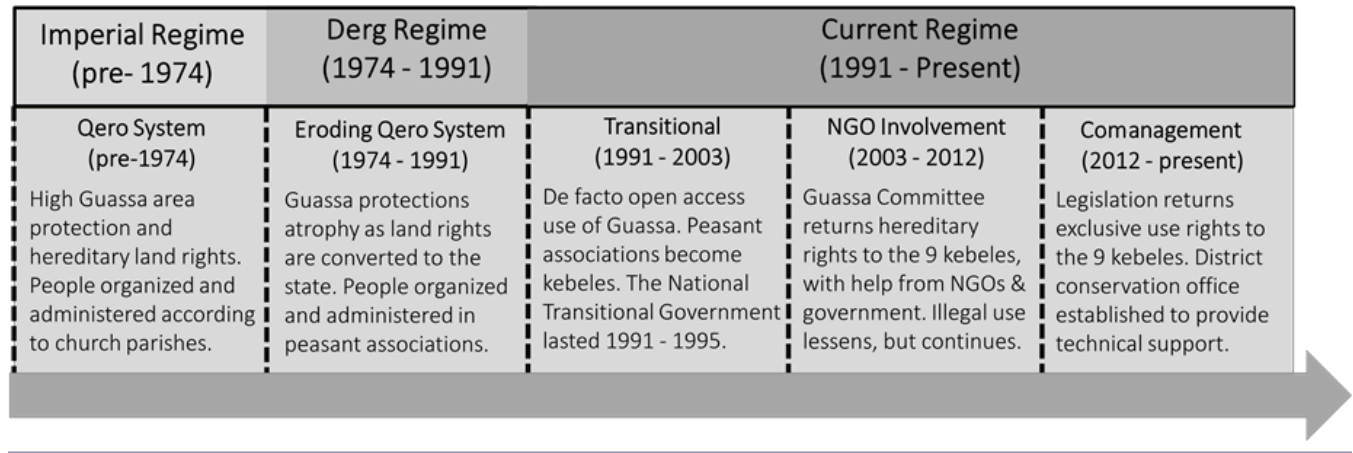 Imperial Regime
(pre- 1974)
Derg Regime
(1974 - 1991)
Current Regime
(1991 - Present)
Qero System
(pre-1974)
High Guassa area
protection and
hereditary land rights.
People organized and
administered according
to church parishes.
Eroding Qero System
(1974 - 1991)
Guassa protections
atrophy as land rights
are converted to the
state. People organized
and administered in
peasant associations.
Transitional
(1991 - 2003)
De facto open access
use of Guassa. Peasant
associations become
kebeles. The National
Transitional Government
lasted 1991 - 1995.
NGO Involvement
(2003 - 2012)
Guassa Committee
returns hereditary
rights to the 9 kebeles,
with help from NGOs &
government. Illegal use
lessens, but continues.
Comanagement
(2012 - present)
Legislation returns
exclusive use rights to
the 9 kebeles. District
conservation office
established to provide
technical support.